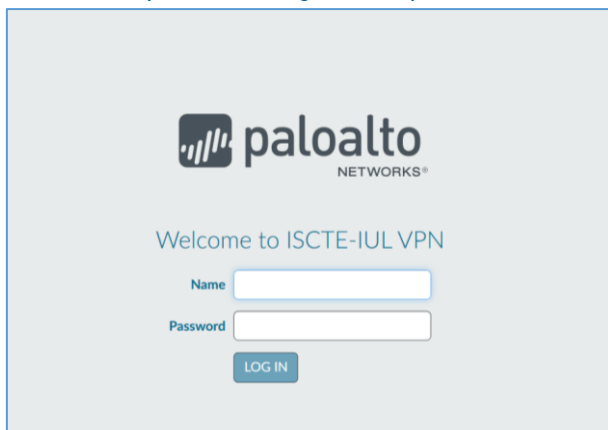 paloalto
NETWORKS®
Welcome to ISCTE-IUL VPN
Name
Password
LOG IN